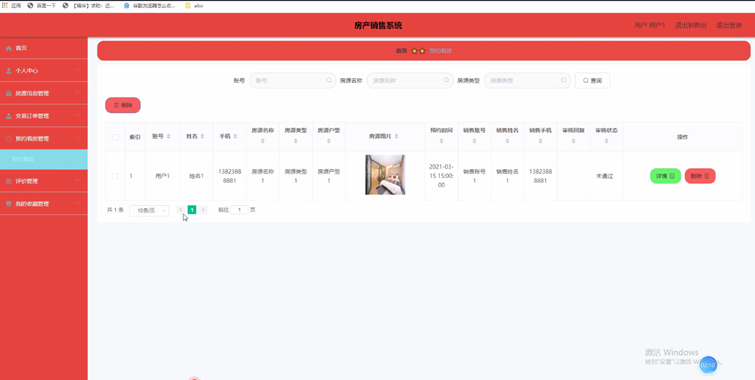 应用 百度一下 谷歌浏览器怎么收... abo
房产销售系统
用户 用户1 退出到前台 退出登录
首页
个人中心
房源信息管理
交易订单管理
预约看房管理
预约看房
评价管理
我的收藏管理
首页 预约看房
账号 账号 房源名称 房源名称 房源类型 房源类型 查询
删除
索引 账号 姓名 手机 房源名称 房源类型 房源户型 房源图片 预约时间 销售账号 销售姓名 销售手机 审核回复 审核状态 操作
1 用户1 姓名1 13823888881 房源名称1 房源类型1 房源户型1 2021-03-15 15:00:00 销售账号1 销售姓名1 13823888881 未通过 详情 删除
共 1 条 10条/页 1 前往 1 页
激活 Windows
转到"设置"以激活
02:10